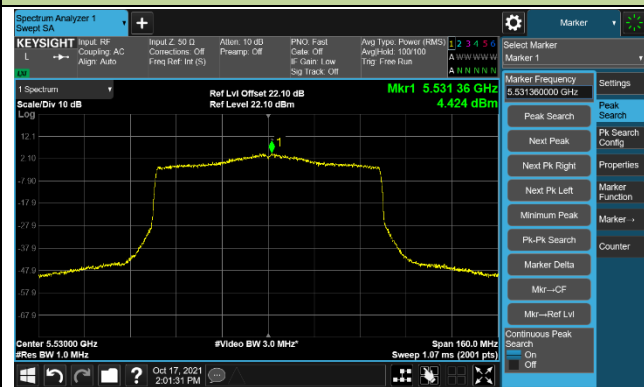 Spectrum Analyzer 1
Swept SA
Marker
KEYSIGHT
L
LXI
Input: RF
Coupling: AC
Align: Auto
Input Z: 50 Ω
Corrections: Off
Freq Ref: Int (S)
Atten: 10 dB
Preamp: Off
PNO: Fast
Gate: Off
IF Gain: Low
Sig Track: Off
Avg Type: Power (RMS)
Avg|Hold: 100/100
Trig: Free Run
1 2 3 4 5 6
A W W W W W
A N N N N N
Select Marker
Marker 1
1 Spectrum
Scale/Div 10 dB
Log
Ref Lvl Offset 22.10 dB
Ref Level 22.10 dBm
Mkr1 5.531 36 GHz
4.424 dBm
1
12.1
2.10
-7.90
-17.9
-27.9
-37.9
-47.9
-57.9
-67.9
Center 5.53000 GHz
#Res BW 1.0 MHz
#Video BW 3.0 MHz*
Span 160.0 MHz
Sweep 1.07 ms (2001 pts)
Marker Frequency
5.531360000 GHz
Peak Search
Next Peak
Next Pk Right
Next Pk Left
Minimum Peak
Pk-Pk Search
Marker Delta
Mkr→CF
Mkr→Ref Lvl
Continuous Peak
Search
On
Off
Settings
Peak
Search
Pk Search
Config
Properties
Marker
Function
Marker→
Counter
?
Oct 17, 2021
2:01:31 PM